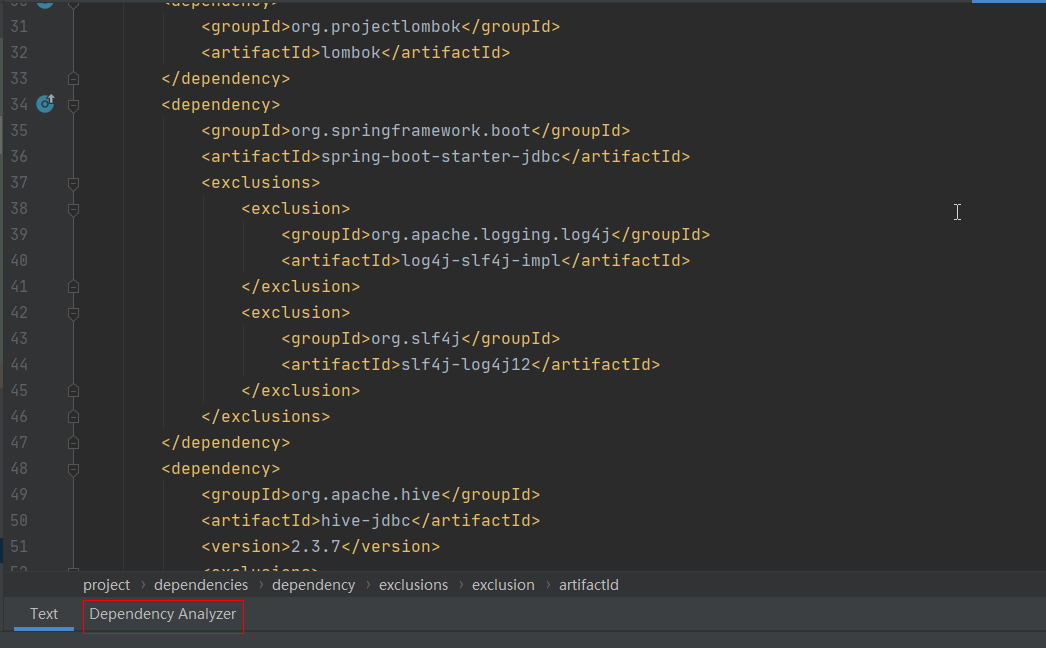 <dependency>
31 <groupId>org.projectlombok</groupId>
32 <artifactId>lombok</artifactId>
33 </dependency>
34 <dependency>
35 <groupId>org.springframework.boot</groupId>
36 <artifactId>spring-boot-starter-jdbc</artifactId>
37 <exclusions>
38 <exclusion>
39 <groupId>org.apache.logging.log4j</groupId>
40 <artifactId>log4j-slf4j-impl</artifactId>
41 </exclusion>
42 <exclusion>
43 <groupId>org.slf4j</groupId>
44 <artifactId>slf4j-log4j12</artifactId>
45 </exclusion>
46 </exclusions>
47 </dependency>
48 <dependency>
49 <groupId>org.apache.hive</groupId>
50 <artifactId>hive-jdbc</artifactId>
51 <version>2.3.7</version>
52 <exclusions>
project › dependencies › dependency › exclusions › exclusion › artifactId
Text Dependency Analyzer